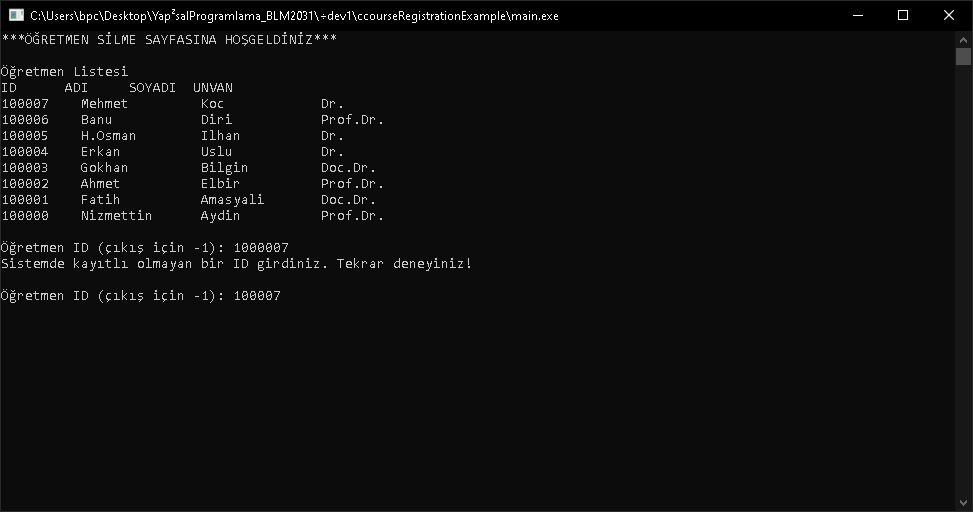 C:\Users\bpc\Desktop\Yap²salProgramlama_BLM2031\÷dev1\ccourseRegistrationExample\main.exe
***ÖĞRETMEN SİLME SAYFASINA HOŞGELDİNİZ***
Öğretmen Listesi
ID ADI SOYADI UNVAN
100007 Mehmet Koc Dr.
100006 Banu Diri Prof.Dr.
100005 H.Osman Ilhan Dr.
100004 Erkan Uslu Dr.
100003 Gokhan Bilgin Doc.Dr.
100002 Ahmet Elbir Prof.Dr.
100001 Fatih Amasyali Doc.Dr.
100000 Nizmettin Aydin Prof.Dr.
Öğretmen ID (çıkış için -1): 1000007
Sistemde kayıtlı olmayan bir ID girdiniz. Tekrar deneyiniz!
Öğretmen ID (çıkış için -1): 100007